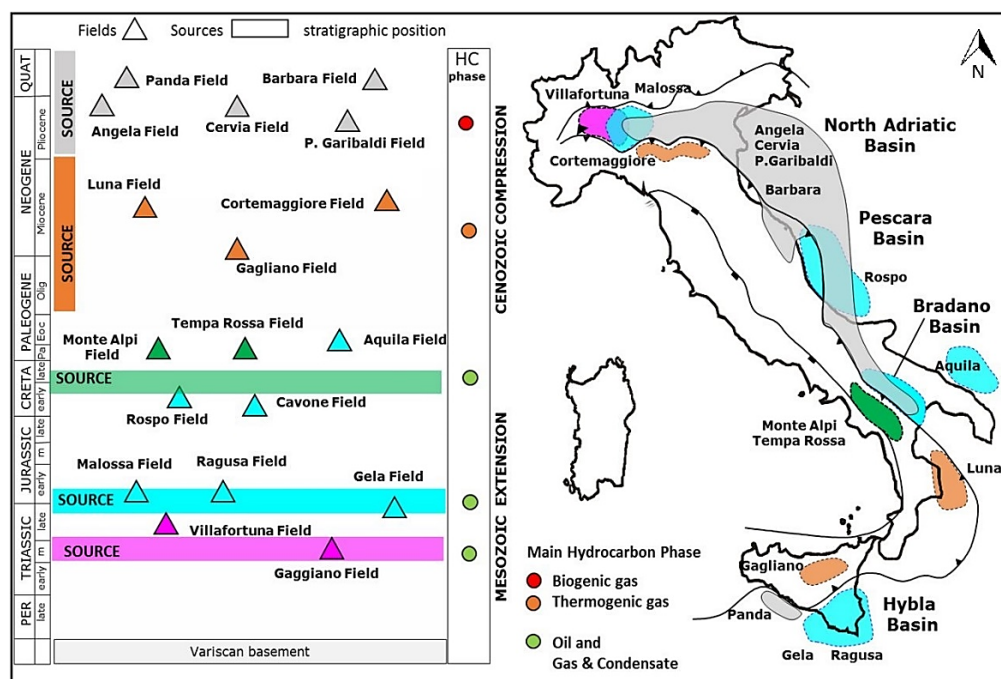 Fields
Sources
stratigraphic position
HC
phase
QUAT
NEOGENE
PALEOGENE
CRETA
JURASSIC
TRIASSIC
PER
Pliocene
Miocene
Olig
Eoc
Pa
late
early
late
m
early
late
m
early
late
SOURCE
Panda Field
Barbara Field
Angela Field
Cervia Field
P. Garibaldi Field
SOURCE
Luna Field
Cortemaggiore Field
Gagliano Field
Monte Alpi
Field
Tempa Rossa Field
Aquila Field
SOURCE
Rospo Field
Cavone Field
Malossa Field
Ragusa Field
Gela Field
SOURCE
Villafortuna Field
SOURCE
Gaggiano Field
Variscan basement
CENOZOIC COMPRESSION
MESOZOIC EXTENSION
N
Villafortuna
Malossa
Cortemaggiore
Angela
Cervia
P.Garibaldi
Barbara
North Adriatic
Basin
Pescara
Basin
Rospo
Bradano
Basin
Aquila
Monte Alpi
Tempa Rossa
Luna
Gagliano
Panda
Hybla
Basin
Gela
Ragusa
Main Hydrocarbon Phase
Biogenic gas
Thermogenic gas
Oil and
Gas & Condensate